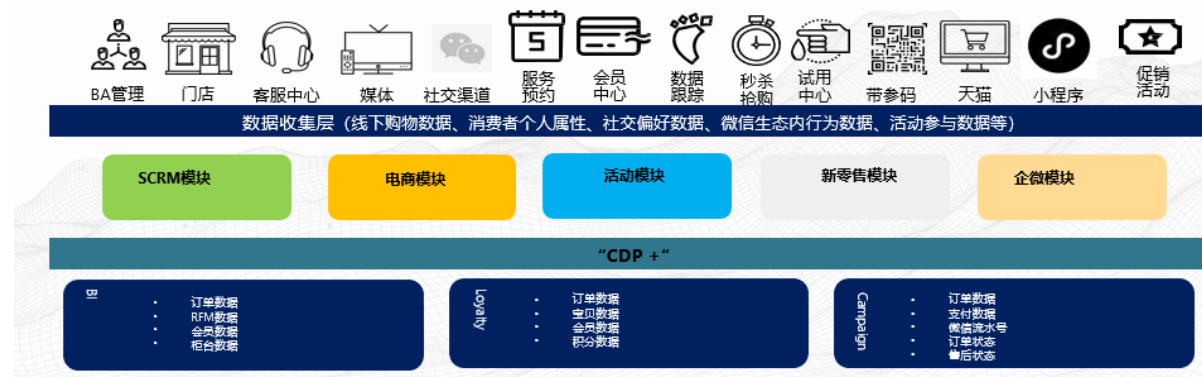 5
BA管理
门店
客服中心
媒体
社交渠道
服务
预约
会员
中心
数据
跟踪
秒杀
抢购
试用
中心
带参码
天猫
小程序
促销
活动
数据收集层（线下购物数据、消费者个人属性、社交偏好数据、微信生态内行为数据、活动参与数据等）
SCRM模块
电商模块
活动模块
新零售模块
企微模块
“CDP +“
BI
• 订单数据
• RFM数据
• 会员数据
• 柜台数据
Loyalty
• 订单数据
• 宝贝数据
• 会员数据
• 积分数据
Campaign
• 订单数据
• 支付数据
• 微信流水号
• 订单状态
• 售后状态